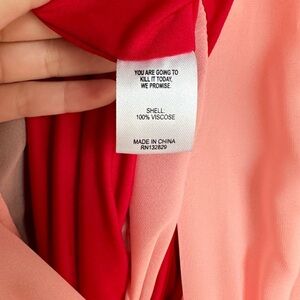 YOU ARE GOING TO
KILL IT TODAY,
WE PROMISE.
SHELL:
100% VISCOSE
MADE IN CHINA
RN132829